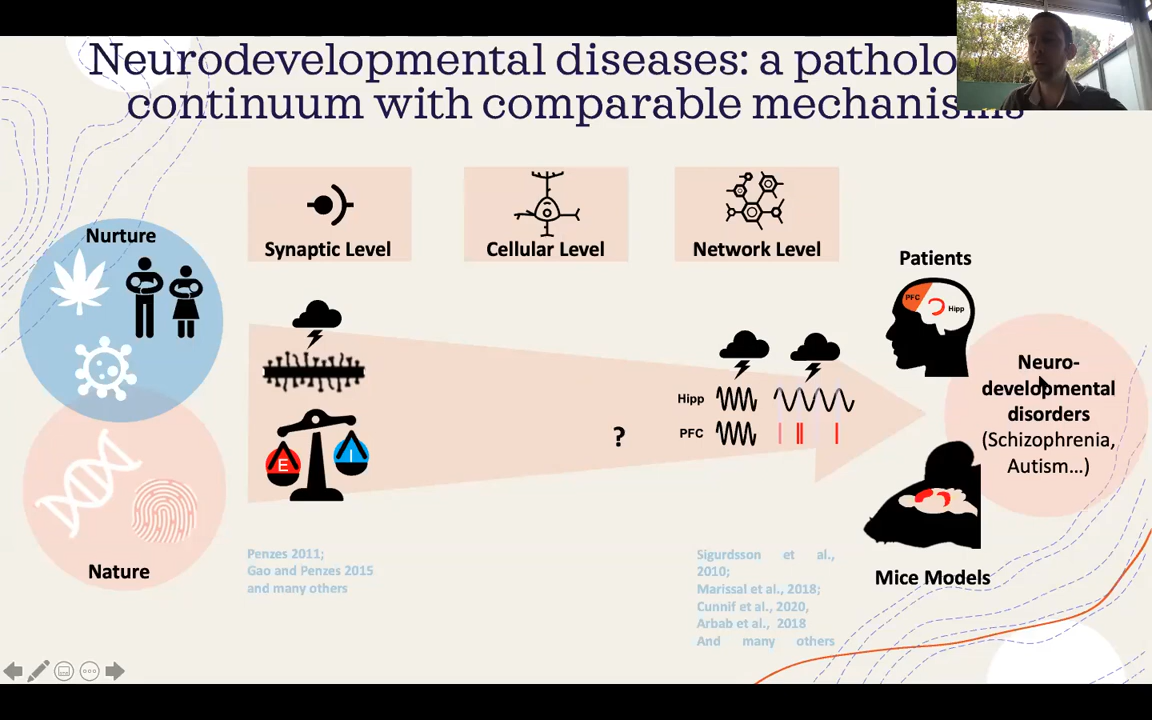 Neurodevelopmental diseases: a patholo
continuum with comparable mechanisms
Nurture
Nature
Synaptic Level
Cellular Level
Network Level
E
I
Penzes 2011;
Gao and Penzes 2015
and many others
?
Hipp
PFC
Sigurdsson et al.,
2010;
Marissal et al., 2018;
Cunnif et al., 2020,
Arbab et al., 2018
And many others
Patients
PFC
Hipp
Mice Models
Neuro-
developmental
disorders
(Schizophrenia,
Autism...)